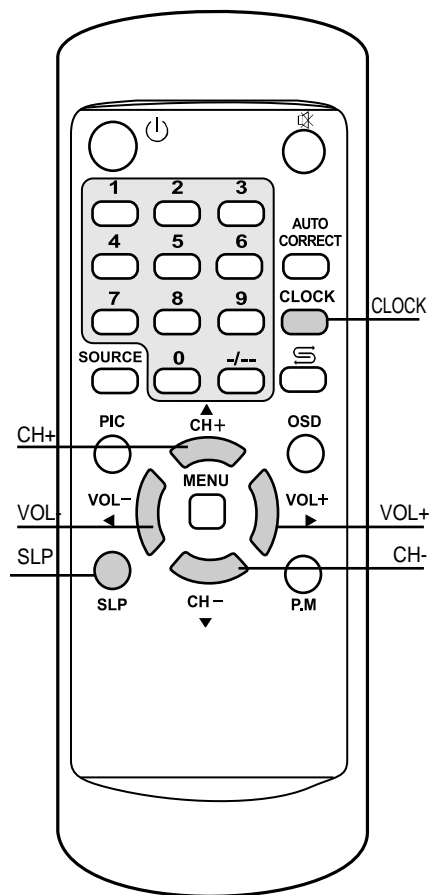 1 2 3
AUTO
CORRECT
4 5 6
7 8 9 CLOCK
CLOCK
SOURCE 0 -/--
PIC CH+ OSD
CH+
MENU
VOL- VOL+
VOL- VOL+
SLP CH-
SLP CH- P.M